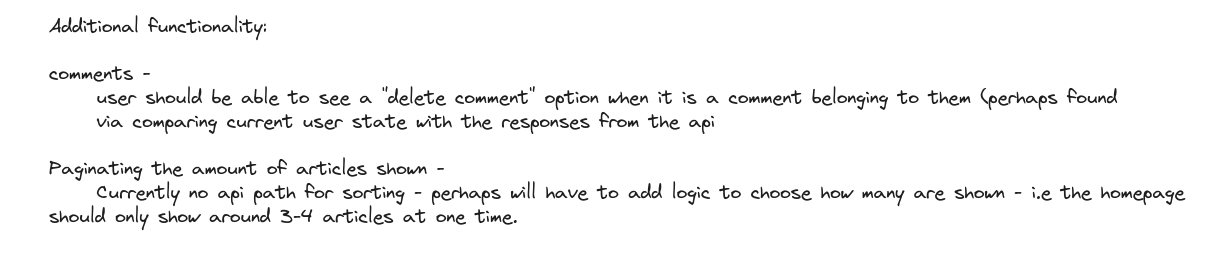 Additional functionality:
comments -
user should be able to see a "delete comment" option when it is a comment belonging to them (perhaps found
via comparing current user state with the responses from the api
Paginating the amount of articles shown -
Currently no api path for sorting - perhaps will have to add logic to choose how many are shown - i.e the homepage
should only show around 3-4 articles at one time.